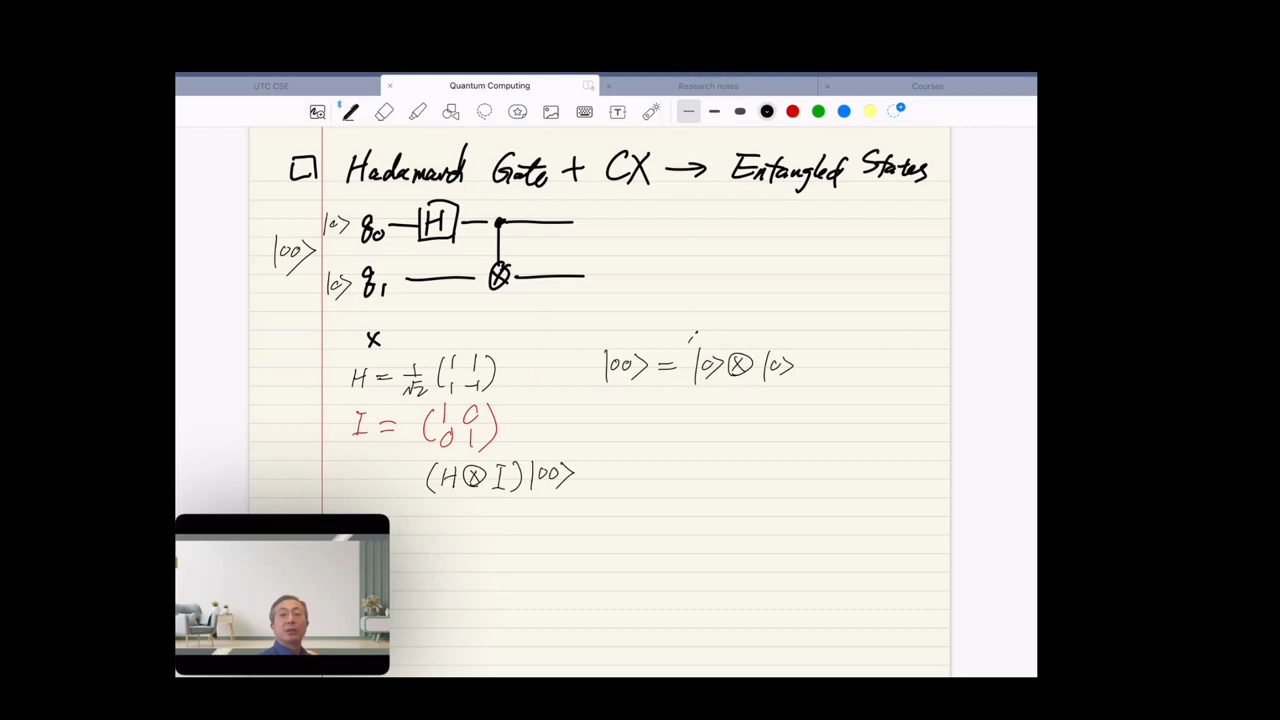 UTC CSE
Quantum Computing
Research notes
Courses
□ Hadamard Gate + CX → Entangled States
|0⟩ q₀ H
|00⟩
|0⟩ q₁
x
H = 1/√2 (1 1
1 -1)
|00⟩ = |0⟩ ⊗ |0⟩
I = (1 0
0 1)
(H ⊗ I) |00⟩